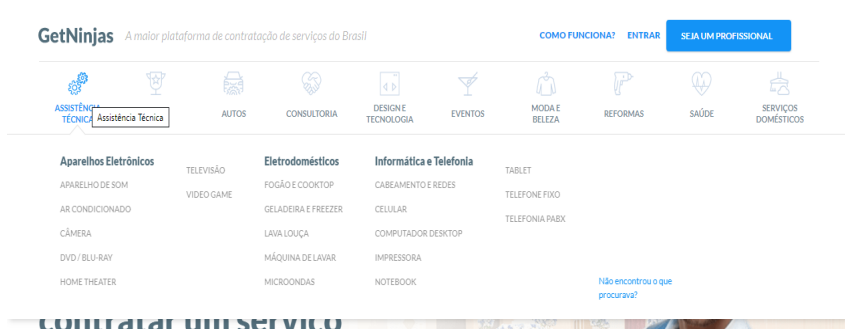 GetNinjas A maior plataforma de contratação de serviços do Brasil COMO FUNCIONA? ENTRAR SEJA UM PROFISSIONAL
ASSISTÊNCIA TÉCNICA
Assistência Técnica
AUTOS
CONSULTORIA
DESIGN E
TECNOLOGIA
EVENTOS
MODA E
BELEZA
REFORMAS
SAÚDE
SERVIÇOS
DOMÉSTICOS
Aparelhos Eletrônicos
APARELHO DE SOM
AR CONDICIONADO
CÂMERA
DVD / BLU-RAY
HOME THEATER
TELEVISÃO
VIDEO GAME
Eletrodomésticos
FOGÃO E COOKTOP
GELADEIRA E FREEZER
LAVA LOUÇA
MÁQUINA DE LAVAR
MICROONDAS
Informática e Telefonia
CABEAMENTO E REDES
CELULAR
COMPUTADOR DESKTOP
IMPRESSORA
NOTEBOOK
TABLET
TELEFONE FIXO
TELEFONIA PABX
Não encontrou o que
procurava?
contratar um serviço